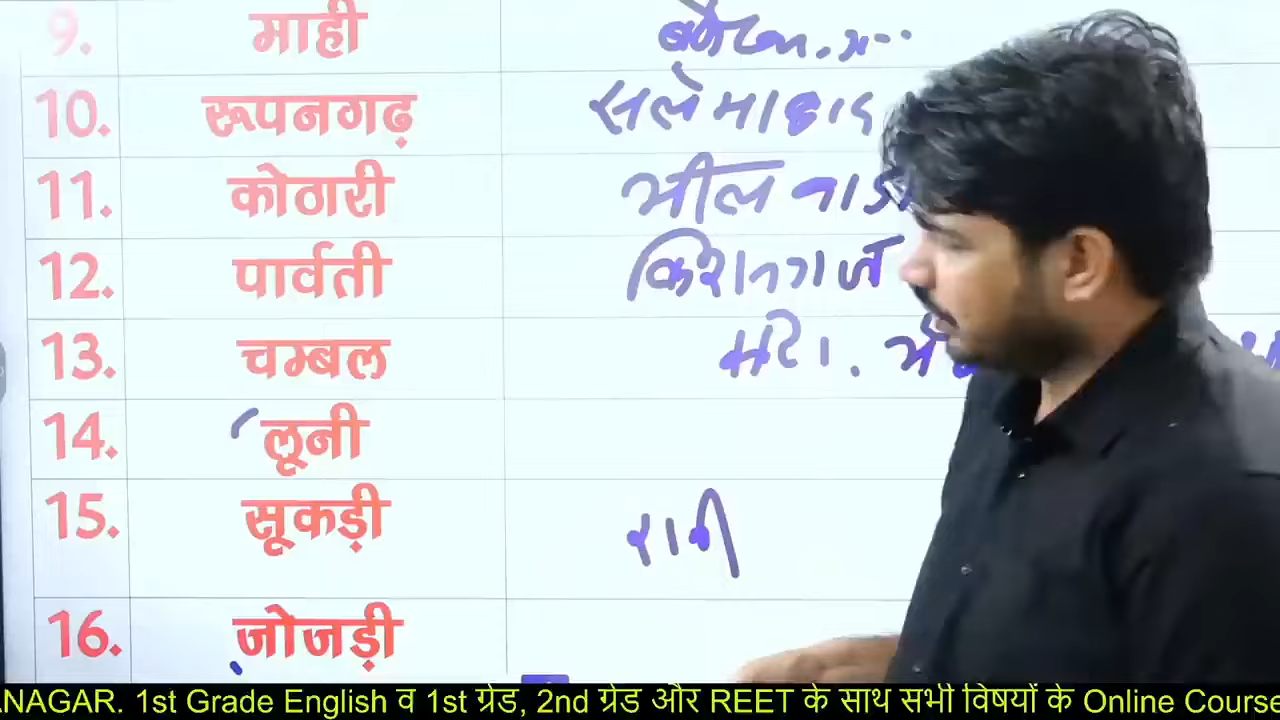 9. माही
10. रूपनगढ़ सलेमाबाद
11. कोठारी भीलवाड़ा
12. पार्वती किशनगंज
13. चम्बल
14. लूनी
15. सूकड़ी
16. जोजड़ी
ANAGAR. 1st Grade English व 1st ग्रेड, 2nd ग्रेड और REET के साथ सभी विषयों के Online Course